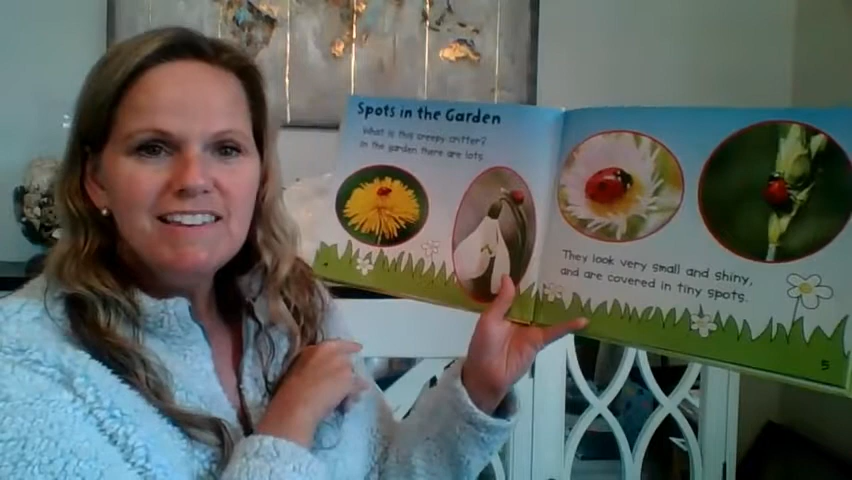 Spots in the Garden
What is this creepy critter?
In the garden there are lots.
They look very small and shiny,
and are covered in tiny spots.
5